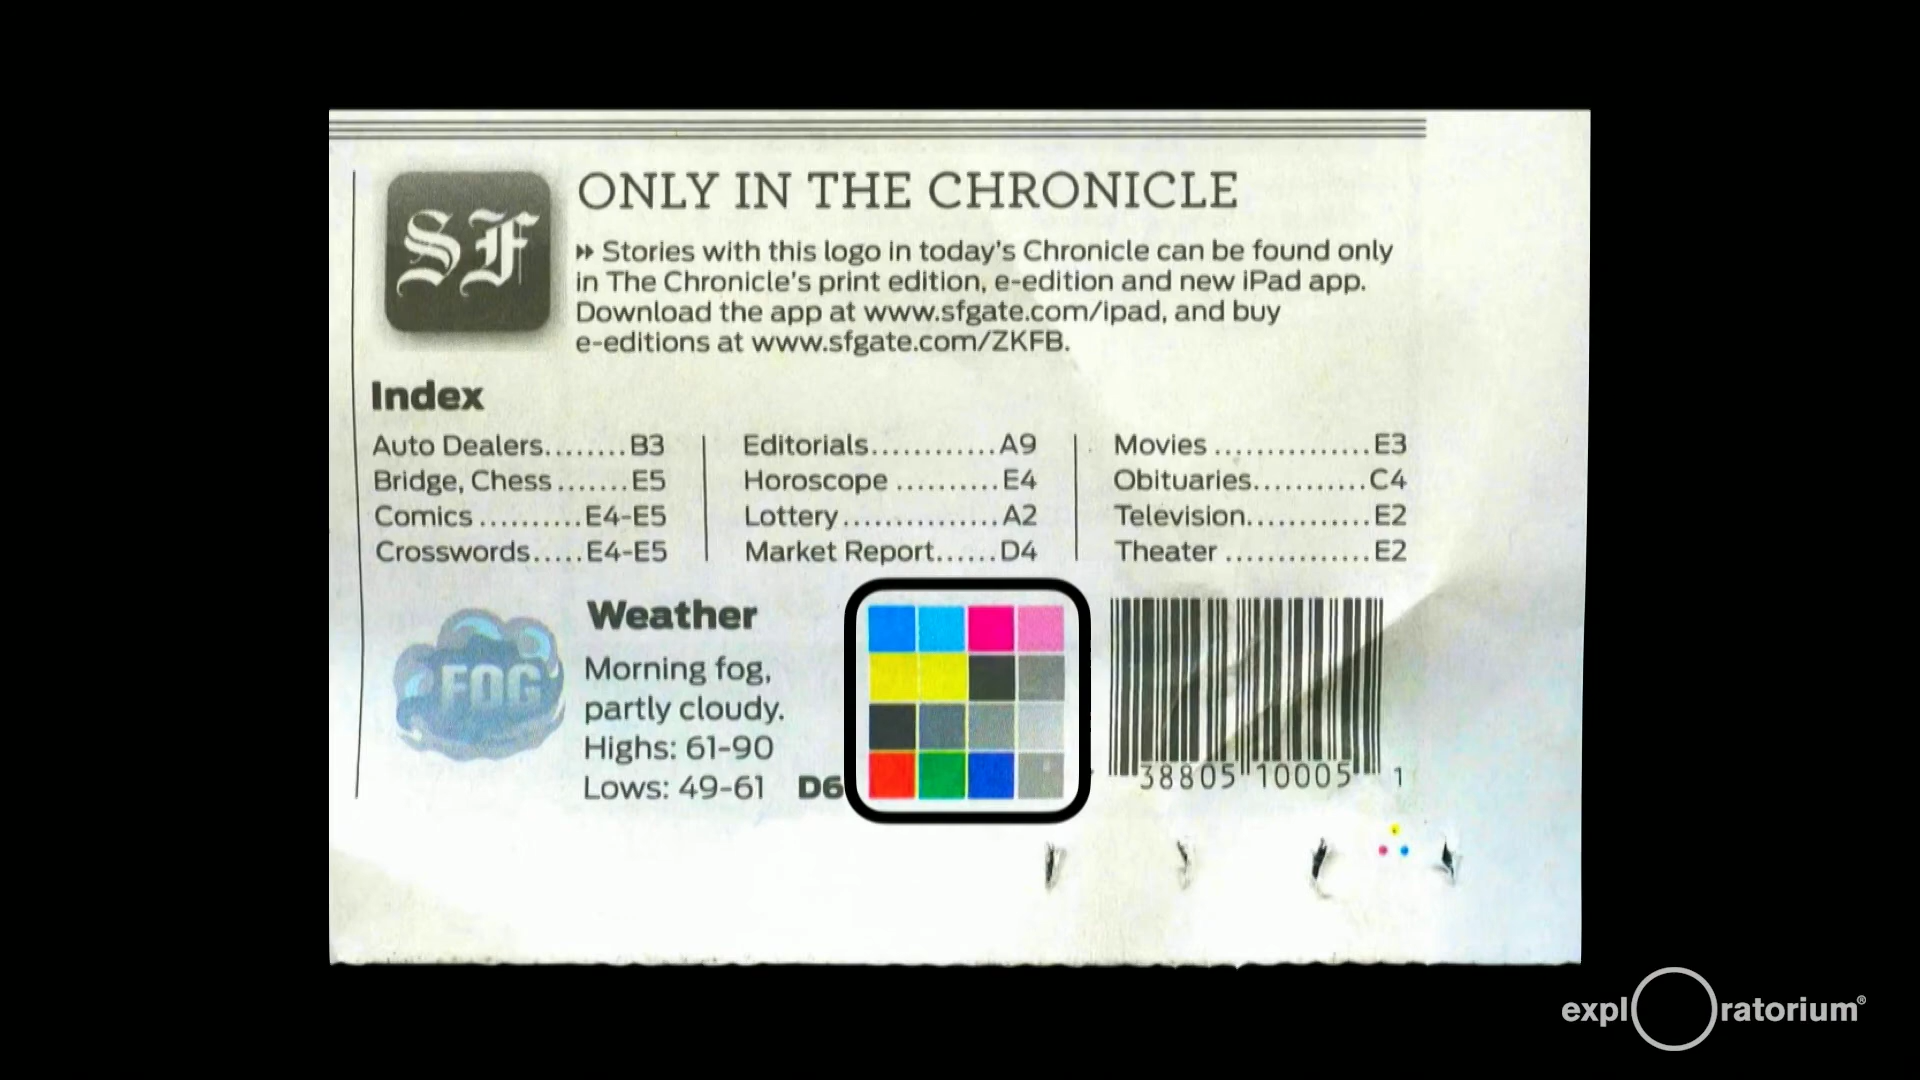 SF
ONLY IN THE CHRONICLE
Stories with this logo in today's Chronicle can be found only
in The Chronicle's print edition, e-edition and new iPad app.
Download the app at www.sfgate.com/ipad, and buy
e-editions at www.sfgate.com/ZKFB.
Index
Auto Dealers........B3
Bridge, Chess.......E5
Comics..........E4-E5
Crosswords.....E4-E5
Editorials............A9
Horoscope..........E4
Lottery...............A2
Market Report......D4
Movies...............E3
Obituaries...........C4
Television............E2
Theater..............E2
FOG
Weather
Morning fog,
partly cloudy.
Highs: 61-90
Lows: 49-61 D6
38805 10005 1
exploratorium®